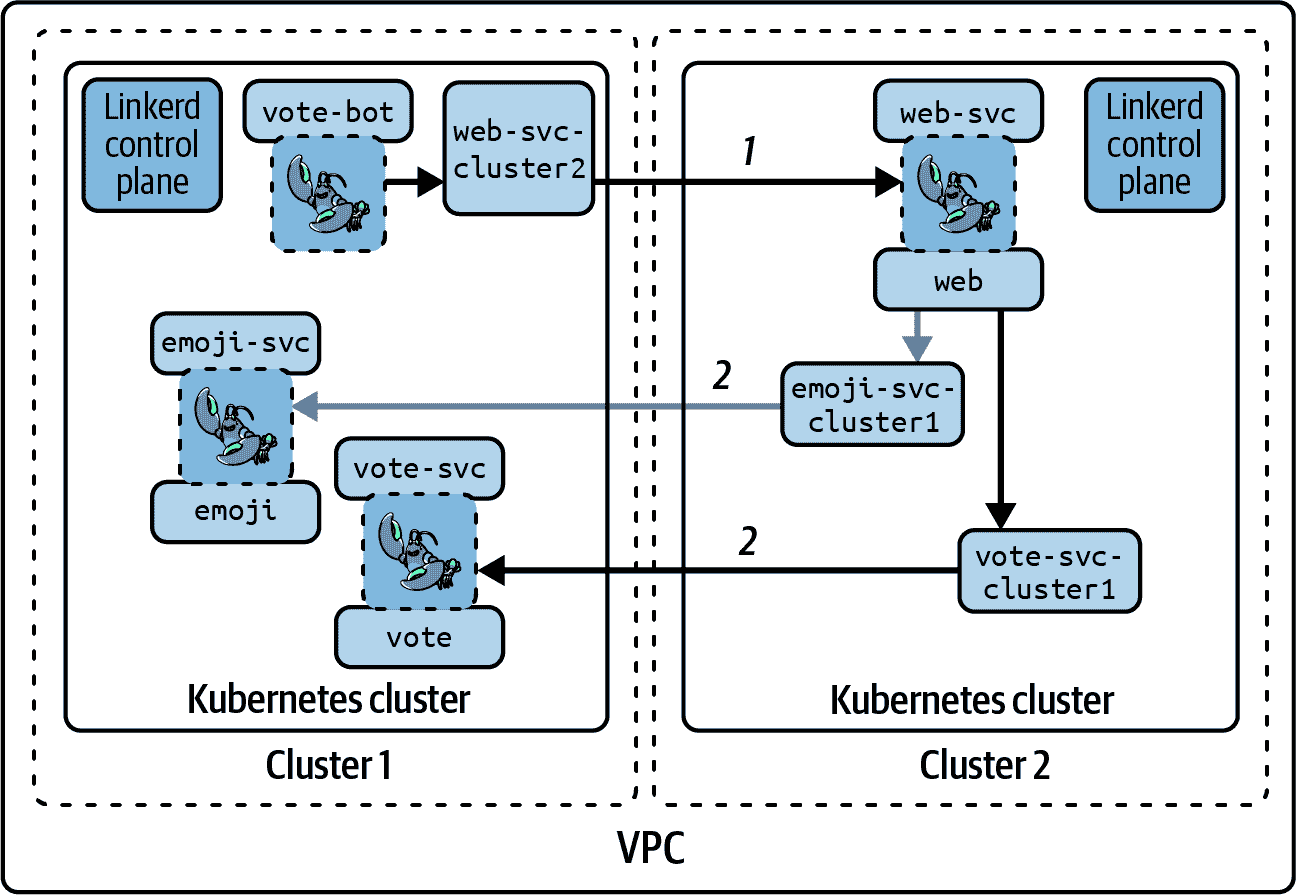 Linkerd
control
plane
vote-bot
web-svc-
cluster2
1
web-svc
Linkerd
control
plane
web
emoji-svc
2
emoji-svc-
cluster1
emoji
vote-svc
2
vote-svc-
cluster1
vote
Kubernetes cluster
Kubernetes cluster
Cluster 1
Cluster 2
VPC